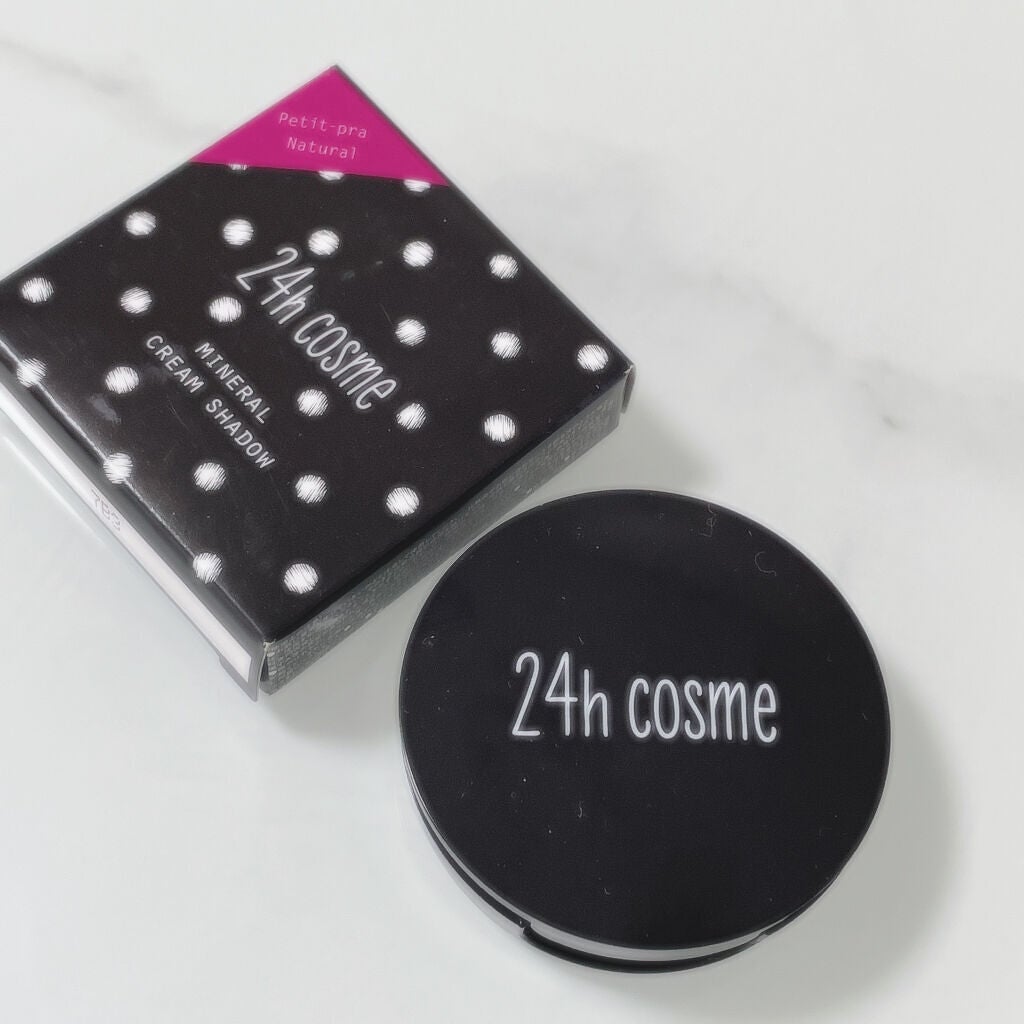 Petit-pra
Natural
24h cosme
MINERAL
CREAM SHADOW
24h cosme